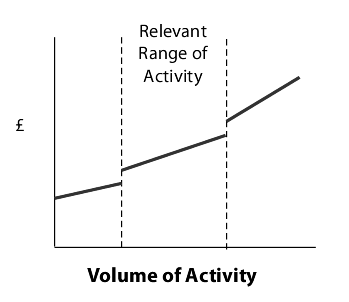 Relevant
Range of
Activity
£
Volume of Activity